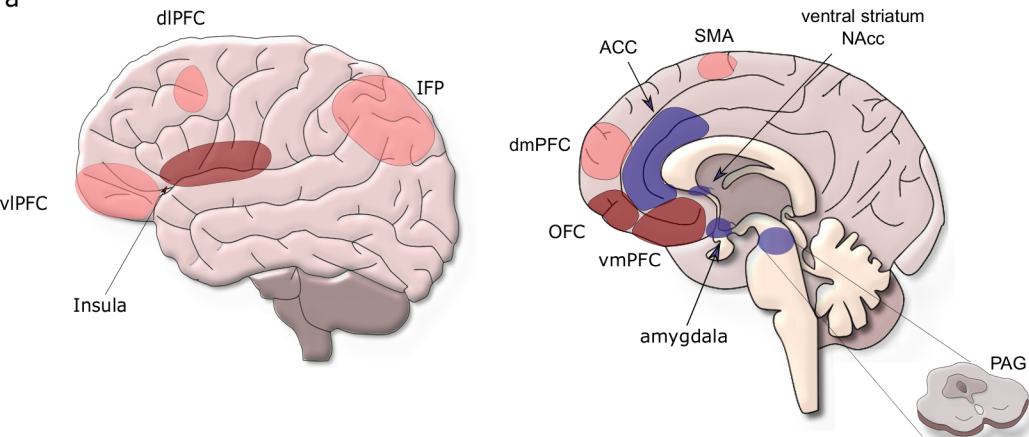 a
dlPFC
IFP
vlPFC
Insula
ventral striatum
NAcc
SMA
ACC
dmPFC
OFC
vmPFC
amygdala
PAG